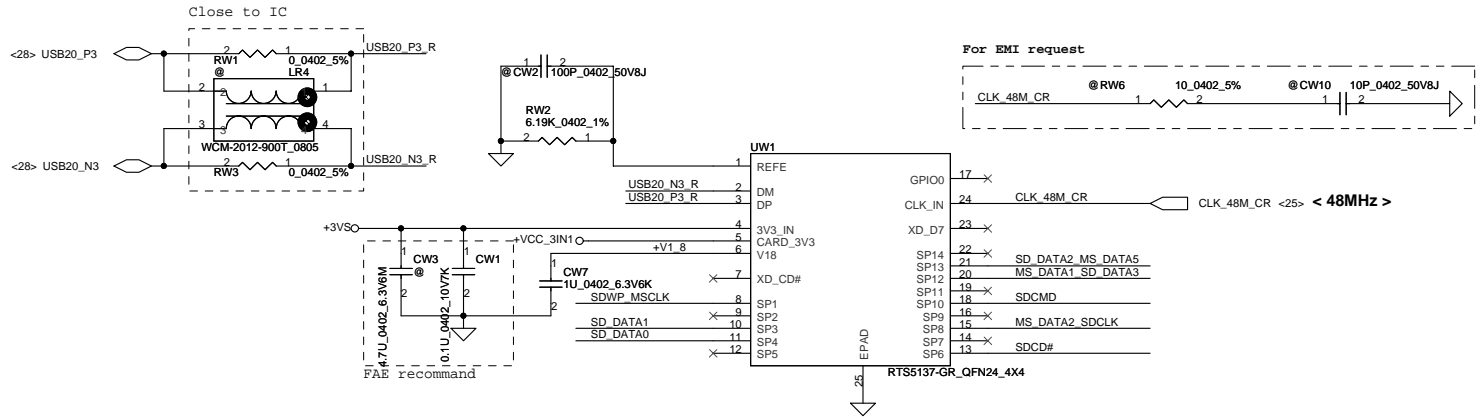 Close to IC
<28> USB20_P3
2 1
USB20_P3_R
RW1 0_0402_5%
@ LR4
2 2 1
3 3 4
WCM-2012-900T_0805
<28> USB20_N3
2 1
USB20_N3_R
RW3 0_0402_5%
1 2
@ CW2 100P_0402_50V8J
RW2
6.19K_0402_1%
2 1
For EMI request
@ RW6 10_0402_5% @ CW10 10P_0402_50V8J
CLK_48M_CR 1 2 1 2
UW1
1 REFE
USB20_N3_R 2 DM
USB20_P3_R 3 DP
+3VS 4 3V3_IN
+VCC_3IN1 5 CARD_3V3
+V1_8 6 V18
7 XD_CD#
SDWP_MSCLK 8 SP1
9 SP2
SD_DATA1 10 SP3
SD_DATA0 11 SP4
12 SP5
GPIO0 17
CLK_IN 24 CLK_48M_CR
CLK_48M_CR <25> < 48MHz >
XD_D7 23
SP14 22
SP13 21 SD_DATA2_MS_DATA5
SP12 20 MS_DATA1_SD_DATA3
SP11 19
SP10 18 SDCMD
SP9 16
SP8 15 MS_DATA2_SDCLK
SP7 14
SP6 13 SDCD#
EPAD
25
RTS5137-GR_QFN24_4X4
1
CW3
@
2
4.7U_0402_6.3V6M
1
CW1
2
0.1U_0402_10V7K
1
CW7
1U_0402_6.3V6K
2
FAE recommand